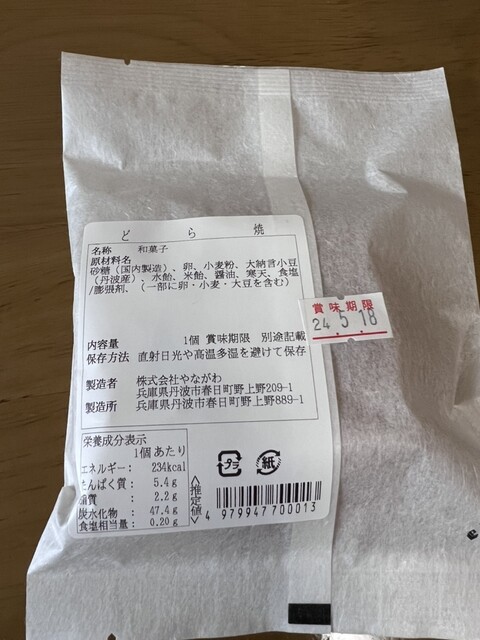 どら焼
名称 和菓子
原材料名
砂糖(国内製造)、卵、小麦粉、大納言小豆
(丹波産)、水飴、米飴、醤油、寒天、食塩
/膨張剤、(一部に卵・小麦・大豆を含む)
賞味期限
24.5.18
内容量 1個 賞味期限 別途記載
保存方法 直射日光や高温多湿を避けて保存
製造者 株式会社やながわ
兵庫県丹波市春日町野上野209-1
製造所 兵庫県丹波市春日町野上野889-1
栄養成分表示
1個あたり
エネルギー: 234kcal
たんぱく質: 5.4g
脂質 : 2.2g
炭水化物 : 47.4g
食塩相当量: 0.20g
<推定値>
プラ
紙
4 979947 700013